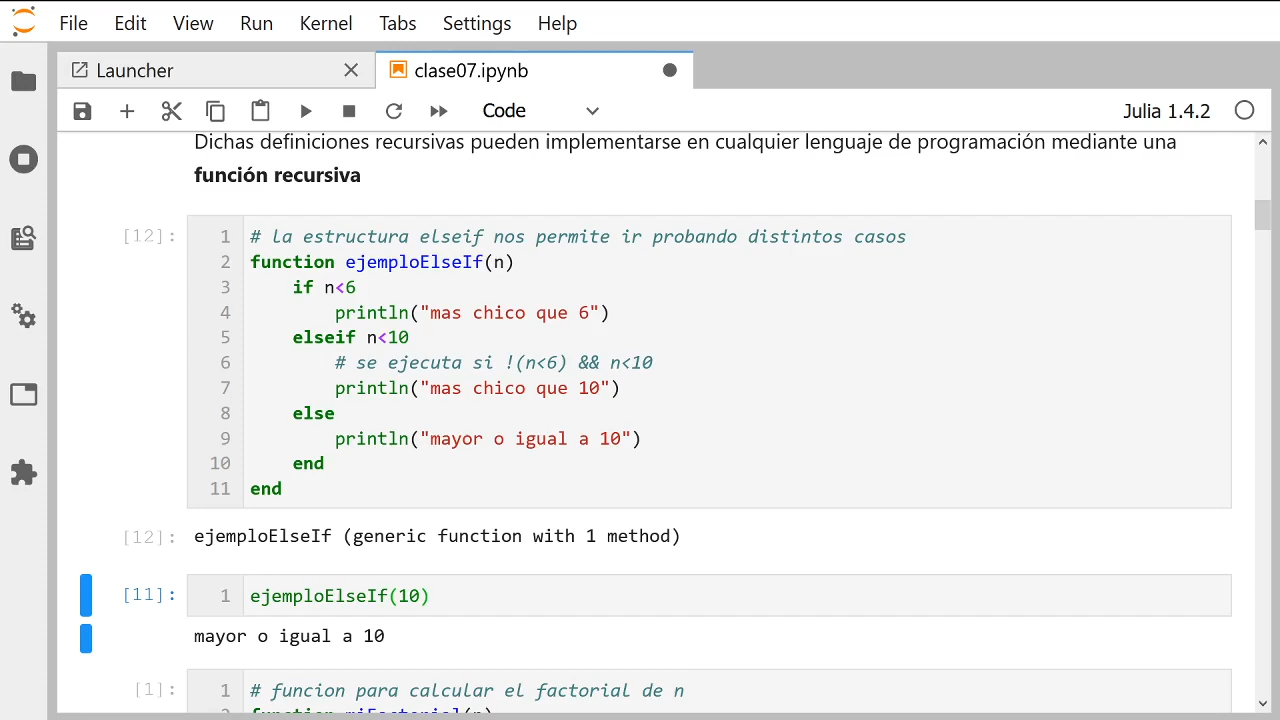 File Edit View Run Kernel Tabs Settings Help
Launcher
clase07.ipynb
Code
Julia 1.4.2
Dichas definiciones recursivas pueden implementarse en cualquier lenguaje de programación mediante una
función recursiva
[12]:
1 # la estructura elseif nos permite ir probando distintos casos
2 function ejemploElseIf(n)
3 if n<6
4 println("mas chico que 6")
5 elseif n<10
6 # se ejecuta si !(n<6) && n<10
7 println("mas chico que 10")
8 else
9 println("mayor o igual a 10")
10 end
11 end
[12]: ejemploElseIf (generic function with 1 method)
[11]: 1 ejemploElseIf(10)
mayor o igual a 10
[1]: 1 # funcion para calcular el factorial de n
2 function miFactorial(n)